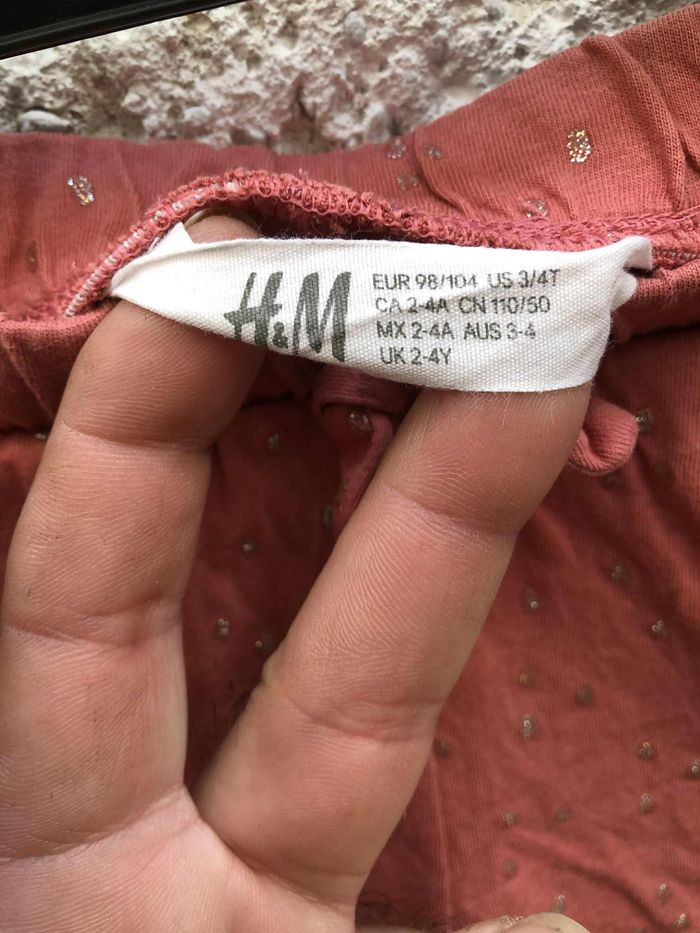 H&M
EUR 98/104 US 3/4T
CA 2-4A CN 110/50
MX 2-4A AUS 3-4
UK 2-4Y